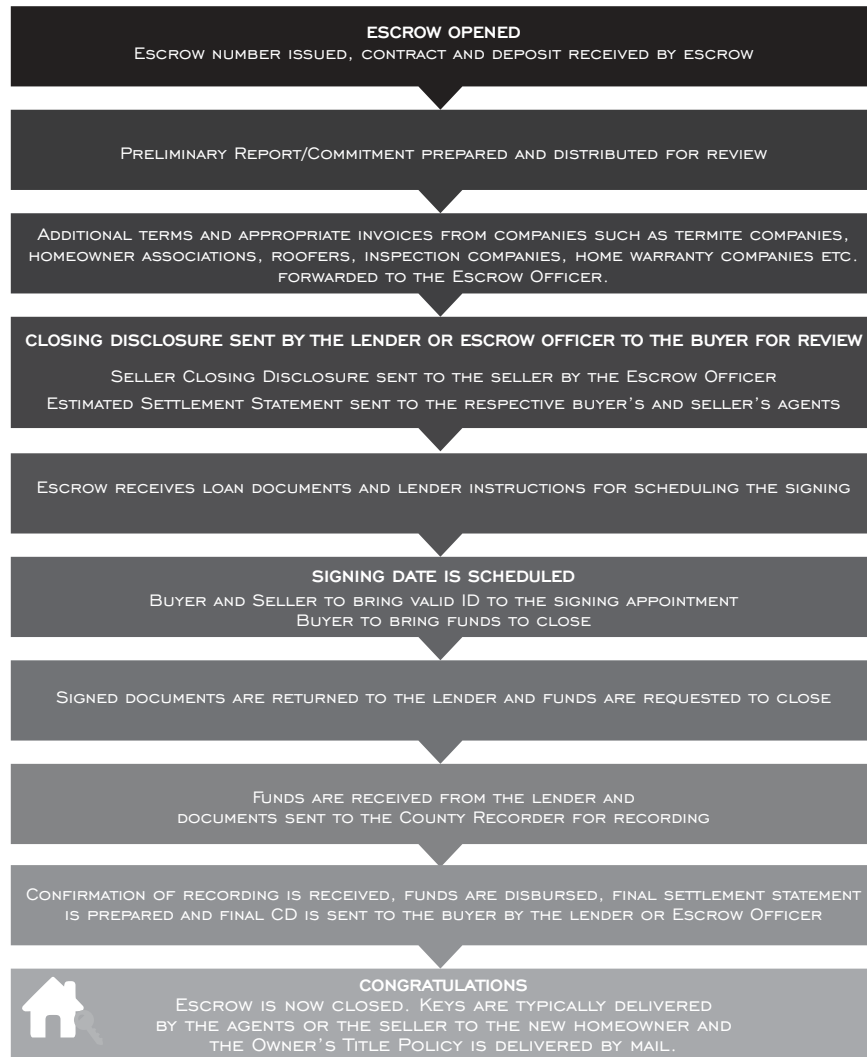 ESCROW OPENED
ESCROW NUMBER ISSUED, CONTRACT AND DEPOSIT RECEIVED BY ESCROW
PRELIMINARY REPORT/COMMITMENT PREPARED AND DISTRIBUTED FOR REVIEW
ADDITIONAL TERMS AND APPROPRIATE INVOICES FROM COMPANIES SUCH AS TERMITE COMPANIES,
HOMEOWNER ASSOCIATIONS, ROOFERS, INSPECTION COMPANIES, HOME WARRANTY COMPANIES ETC.
FORWARDED TO THE ESCROW OFFICER.
CLOSING DISCLOSURE SENT BY THE LENDER OR ESCROW OFFICER TO THE BUYER FOR REVIEW
SELLER CLOSING DISCLOSURE SENT TO THE SELLER BY THE ESCROW OFFICER
ESTIMATED SETTLEMENT STATEMENT SENT TO THE RESPECTIVE BUYER'S AND SELLER'S AGENTS
ESCROW RECEIVES LOAN DOCUMENTS AND LENDER INSTRUCTIONS FOR SCHEDULING THE SIGNING
SIGNING DATE IS SCHEDULED
BUYER AND SELLER TO BRING VALID ID TO THE SIGNING APPOINTMENT
BUYER TO BRING FUNDS TO CLOSE
SIGNED DOCUMENTS ARE RETURNED TO THE LENDER AND FUNDS ARE REQUESTED TO CLOSE
FUNDS ARE RECEIVED FROM THE LENDER AND
DOCUMENTS SENT TO THE COUNTY RECORDER FOR RECORDING
CONFIRMATION OF RECORDING IS RECEIVED, FUNDS ARE DISBURSED, FINAL SETTLEMENT STATEMENT
IS PREPARED AND FINAL CD IS SENT TO THE BUYER BY THE LENDER OR ESCROW OFFICER
CONGRATULATIONS
ESCROW IS NOW CLOSED. KEYS ARE TYPICALLY DELIVERED
BY THE AGENTS OR THE SELLER TO THE NEW HOMEOWNER AND
THE OWNER'S TITLE POLICY IS DELIVERED BY MAIL.